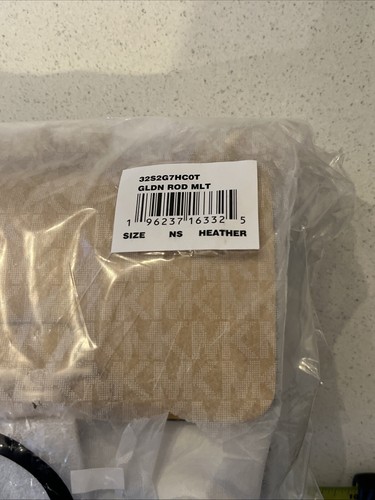 32S2G7HC0T
GLDN ROD MLT
1 96237 16332 5
SIZE NS HEATHER